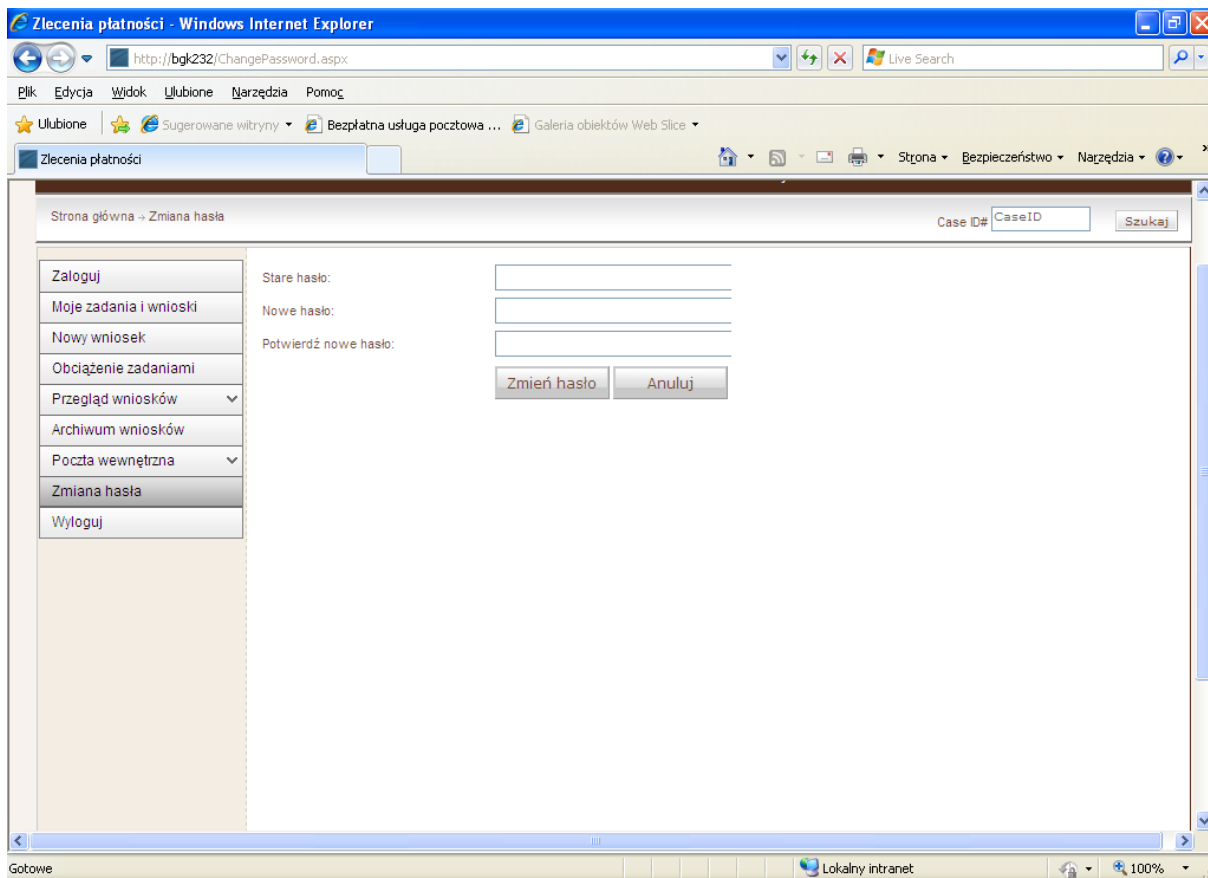 Zlecenia płatności - Windows Internet Explorer
http://bgk232/ChangePassword.aspx
Live Search
Plik Edycja Widok Ulubione Narzędzia Pomoc
Ulubione Sugerowane witryny Bezpłatna usługa pocztowa ... Galeria obiektów Web Slice
Zlecenia płatności
Strona Bezpieczeństwo Narzędzia »
Strona główna → Zmiana hasła
Case ID# CaseID Szukaj
Zaloguj
Moje zadania i wnioski
Nowy wniosek
Obciążenie zadaniami
Przegląd wniosków
Archiwum wniosków
Poczta wewnętrzna
Zmiana hasła
Wyloguj
Stare hasło:
Nowe hasło:
Potwierdź nowe hasło:
Zmień hasło Anuluj
Gotowe
Lokalny intranet
100%